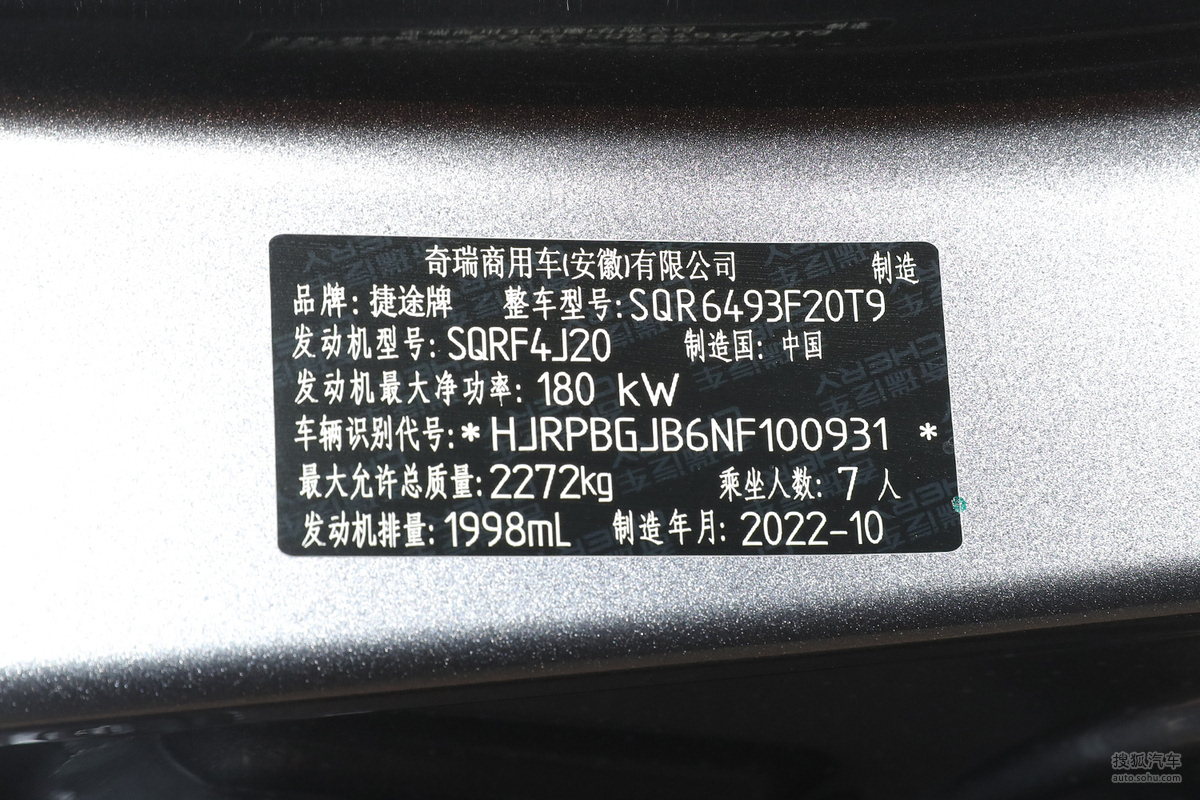 奇瑞商用车(安徽)有限公司 制造
品牌: 捷途牌 整车型号: SQR6493F20T9
发动机型号: SQRF4J20 制造国: 中国
发动机最大净功率: 180 kW
车辆识别代号: *HJRPBGJB6NF100931 *
最大允许总质量: 2272kg 乘坐人数: 7 人
发动机排量: 1998mL 制造年月: 2022-10
搜狐汽车
auto.sohu.com